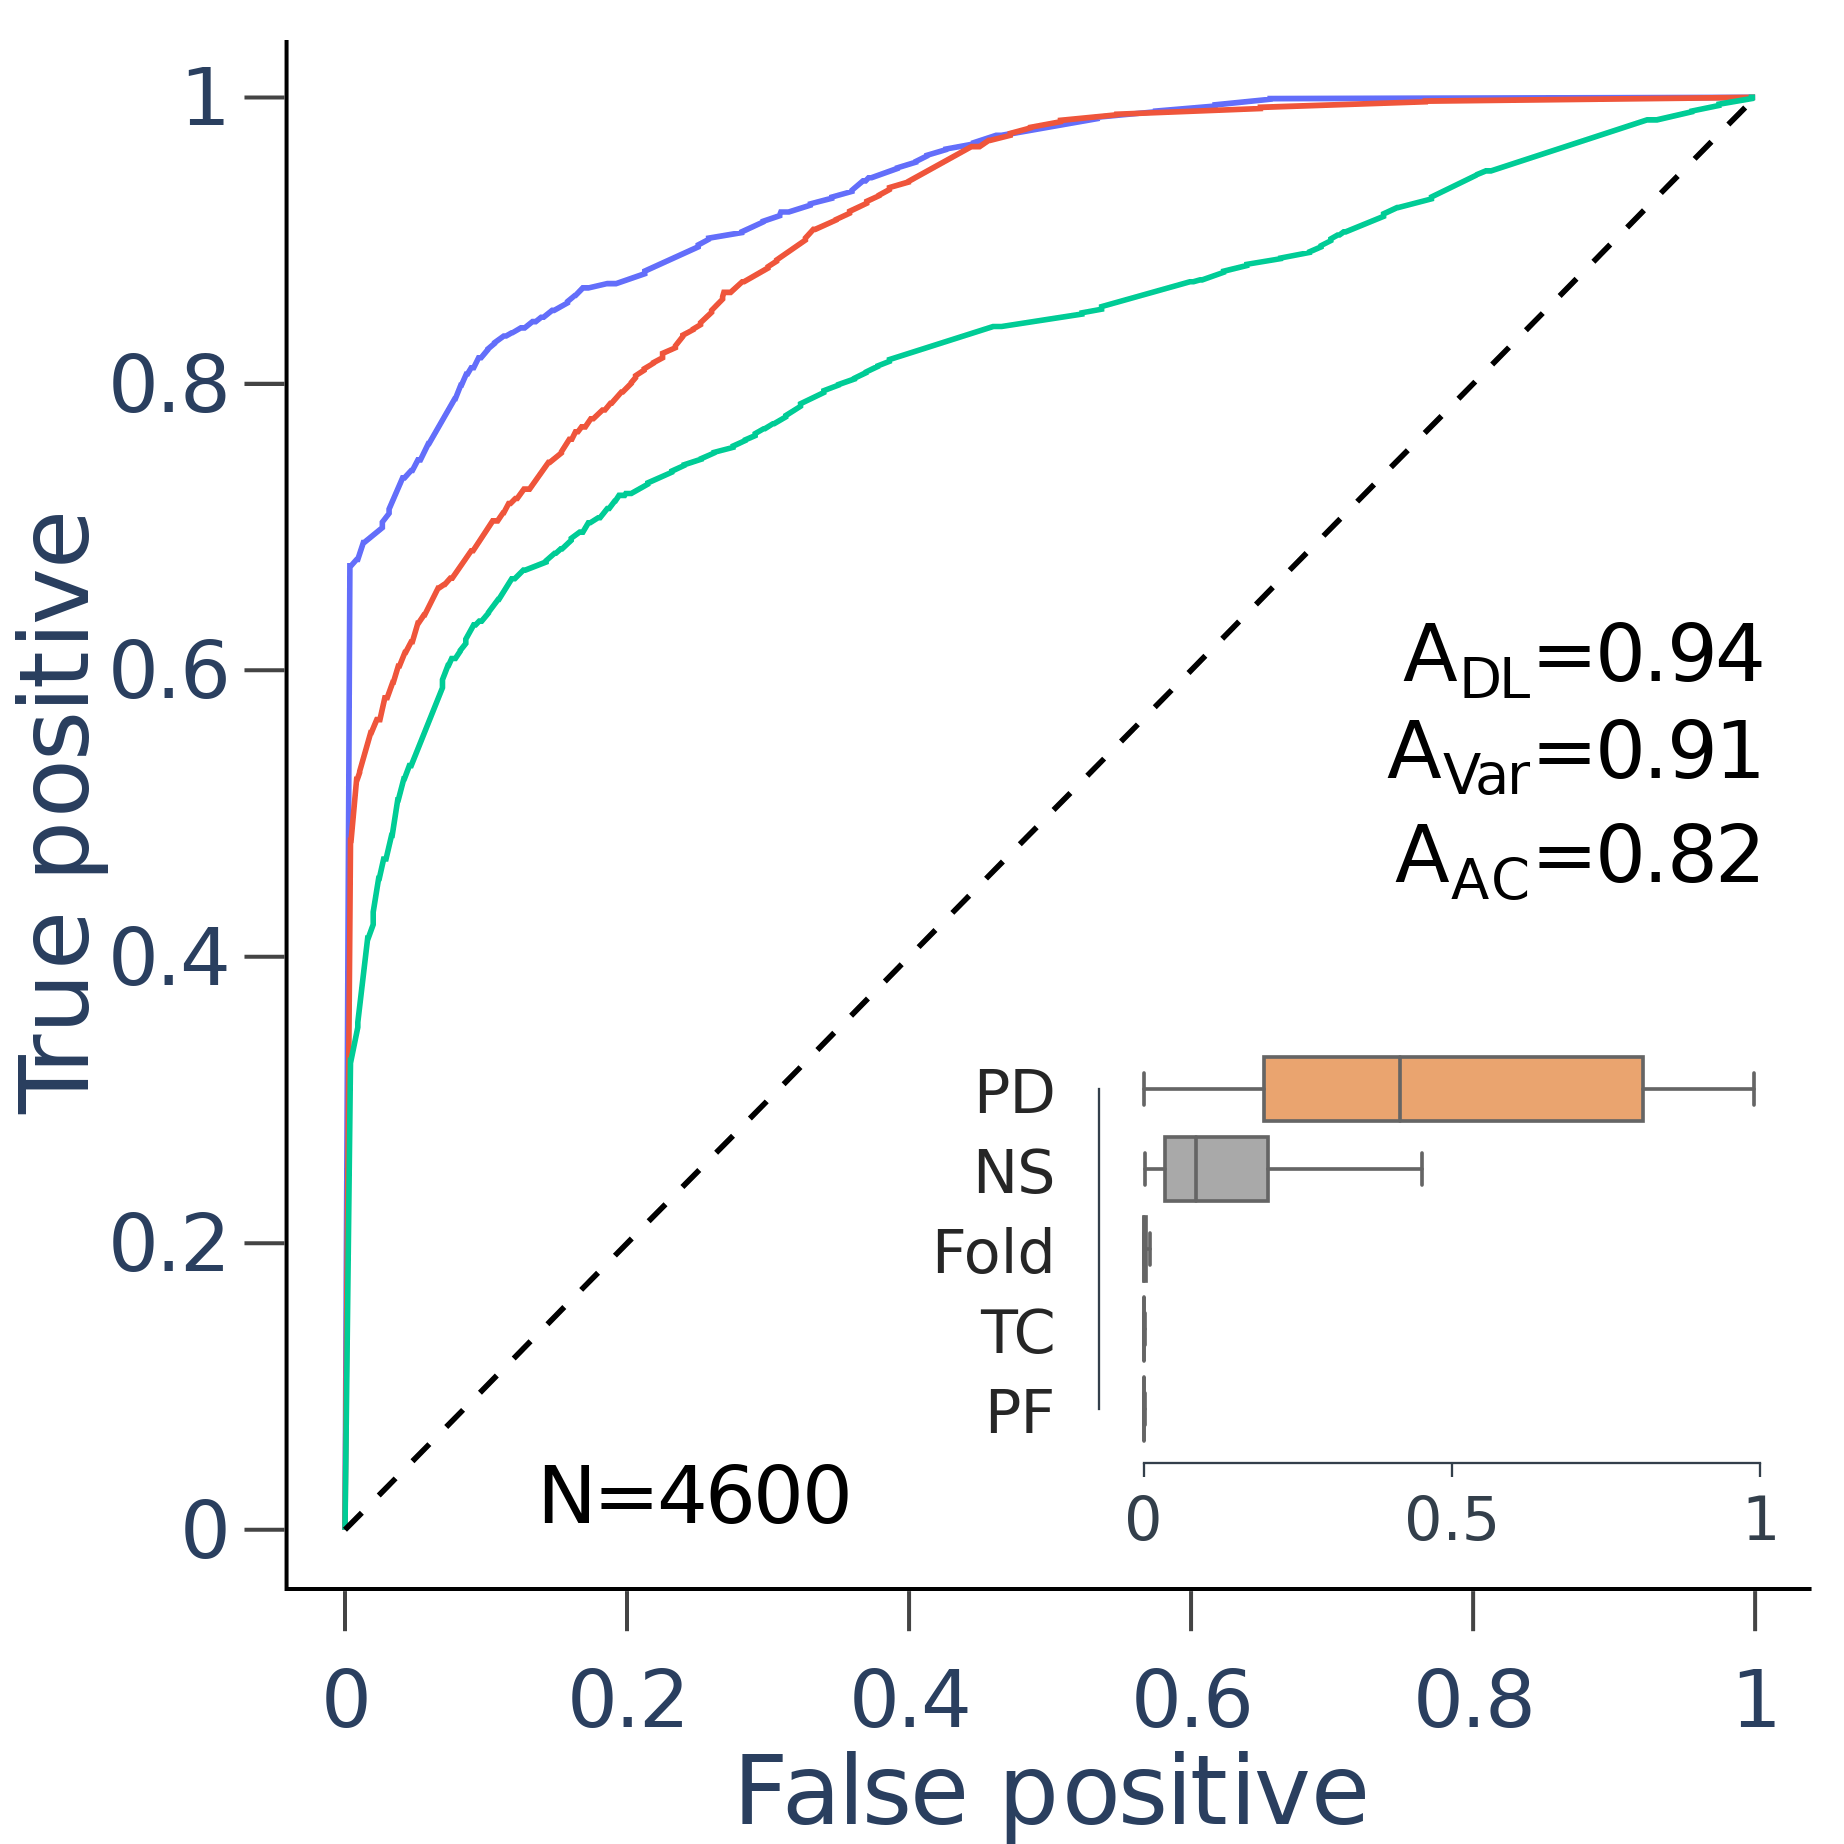 1
0.8
0.6
0.4
0.2
0
True positive
A_DL=0.94
A_Var=0.91
A_AC=0.82
PD
NS
Fold
TC
PF
0 0.5 1
N=4600
0 0.2 0.4 0.6 0.8 1
False positive